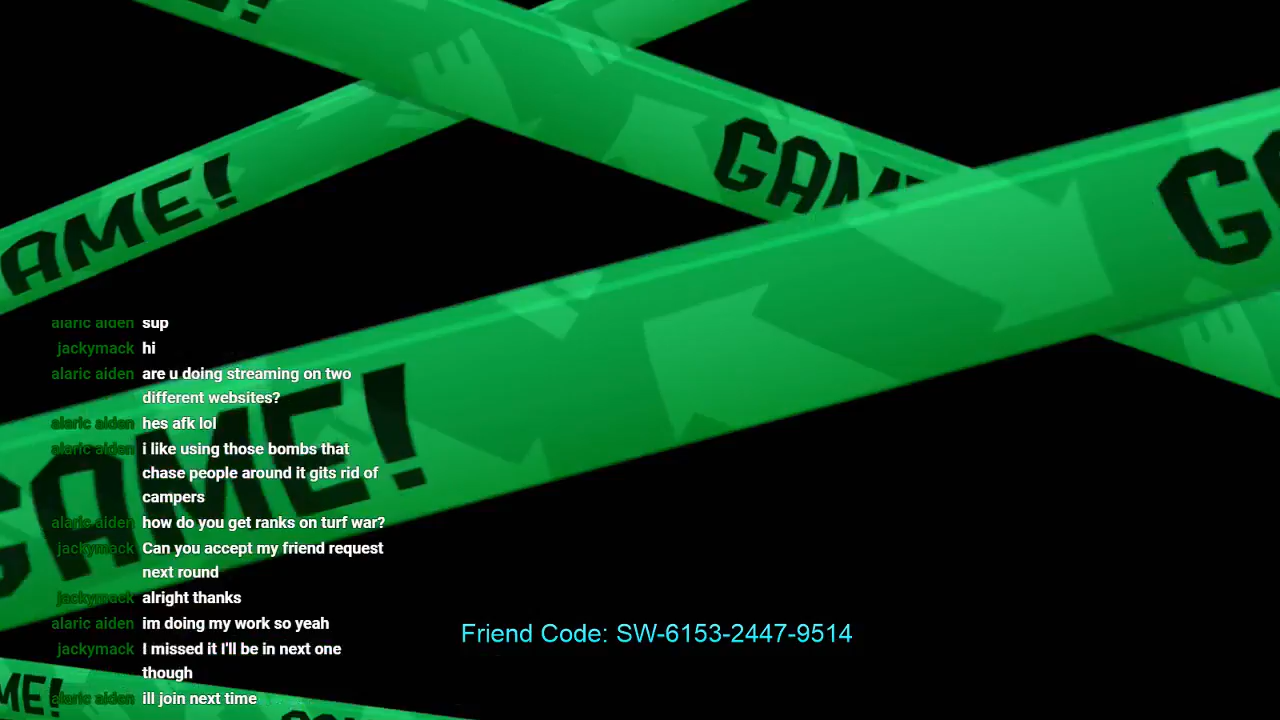 AME!
GAME
G
GAME!
alaric aiden sup
jackymack hi
alaric aiden are u doing streaming on two
different websites?
alaric aiden hes afk lol
alaric aiden i like using those bombs that
chase people around it gits rid of
campers
alaric aiden how do you get ranks on turf war?
jackymack Can you accept my friend request
next round
jackymack alright thanks
alaric aiden im doing my work so yeah
jackymack I missed it I'll be in next one
though
alaric aiden ill join next time
Friend Code: SW-6153-2447-9514
ME!